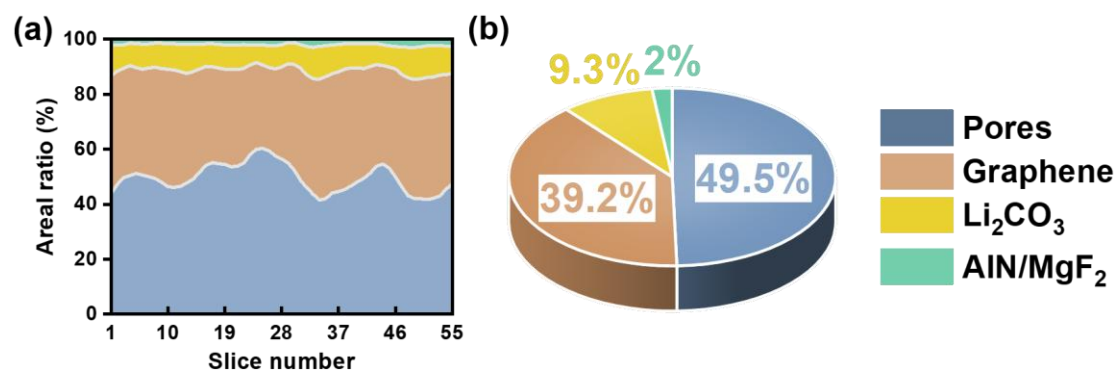 (a)
Areal ratio (%)
100
80
60
40
20
0
1 10 19 28 37 46 55
Slice number
(b)
9.3% 2%
39.2% 49.5%
Pores
Graphene
Li₂CO₃
AlN/MgF₂